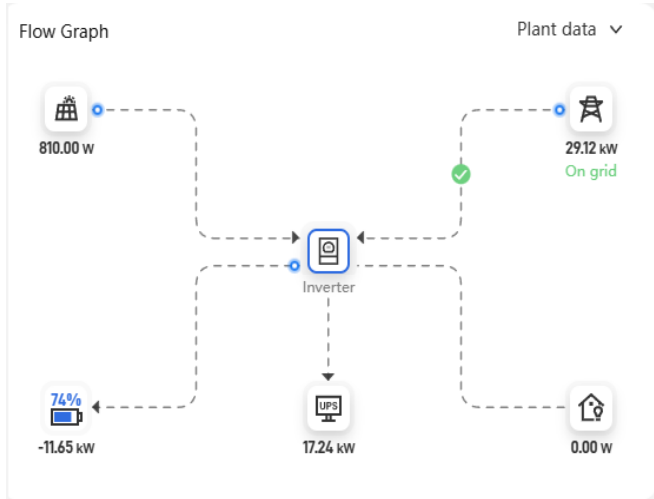 Flow Graph
Plant data
810.00 W
29.12 kW
On grid
Inverter
74%
UPS
-11.65 kW
17.24 kW
0.00 W